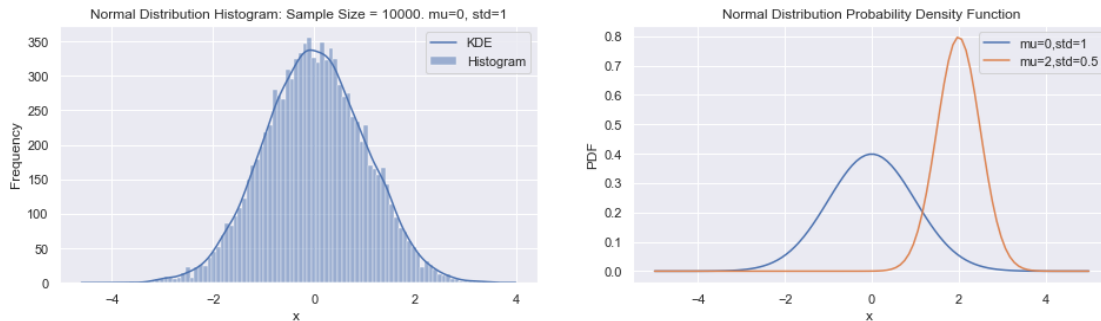 Normal Distribution Histogram: Sample Size = 10000. mu=0, std=1
350
300
250
200
150
100
50
0
Frequency
KDE
Histogram
−4
−2
0
2
4
x
Normal Distribution Probability Density Function
0.8
0.7
0.6
0.5
0.4
0.3
0.2
0.1
0.0
PDF
mu=0,std=1
mu=2,std=0.5
−4
−2
0
2
4
x